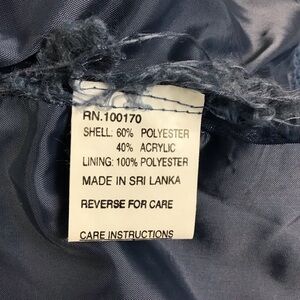 RN.100170
SHELL: 60% POLYESTER
40% ACRYLIC
LINING: 100% POLYESTER
MADE IN SRI LANKA
REVERSE FOR CARE
CARE INSTRUCTIONS